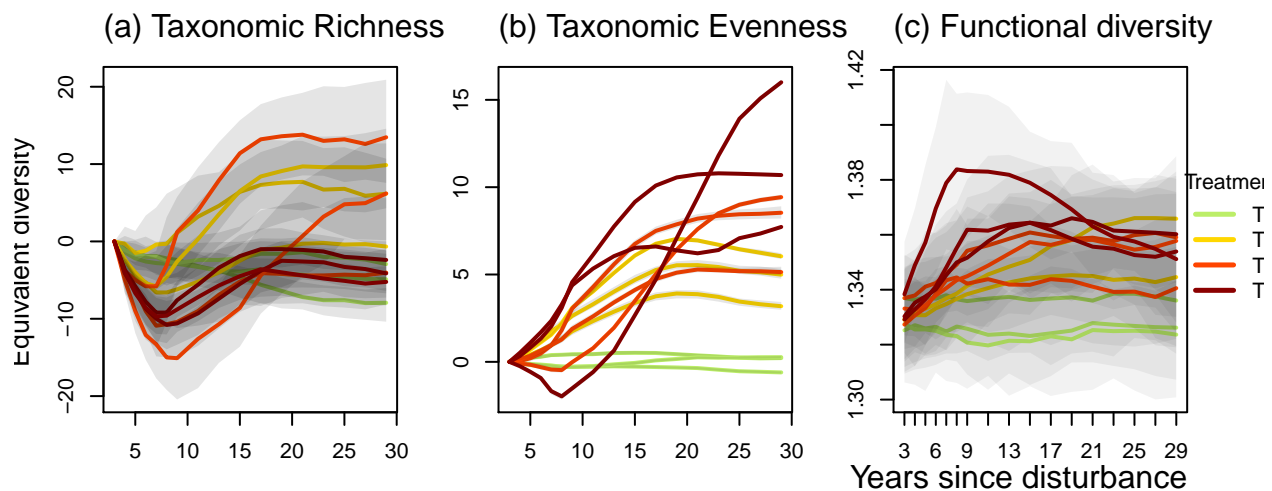 (a) Taxonomic Richness
(b) Taxonomic Evenness
(c) Functional diversity
Equivalent diversity
20
10
0
−10
−20
5 10 15 20 25 30
15
10
5
0
5 10 15 20 25 30
1.42
1.38
1.34
1.30
3 6 9 13 17 21 25 29
Years since disturbance
Treatmen
T
T
T
T